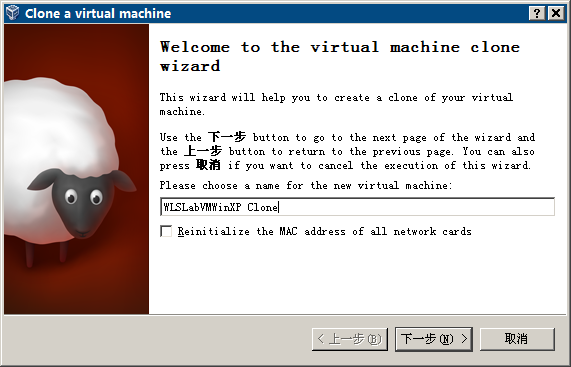 Clone a virtual machine
Welcome to the virtual machine clone
wizard
This wizard will help you to create a clone of your virtual
machine.
Use the 下一步 button to go to the next page of the wizard and
the 上一步 button to return to the previous page. You can also
press 取消 if you want to cancel the execution of this wizard.
Please choose a name for the new virtual machine:
WLSLabVMWinXP Clone
Reinitialize the MAC address of all network cards
< 上一步(B) 下一步(N) > 取消